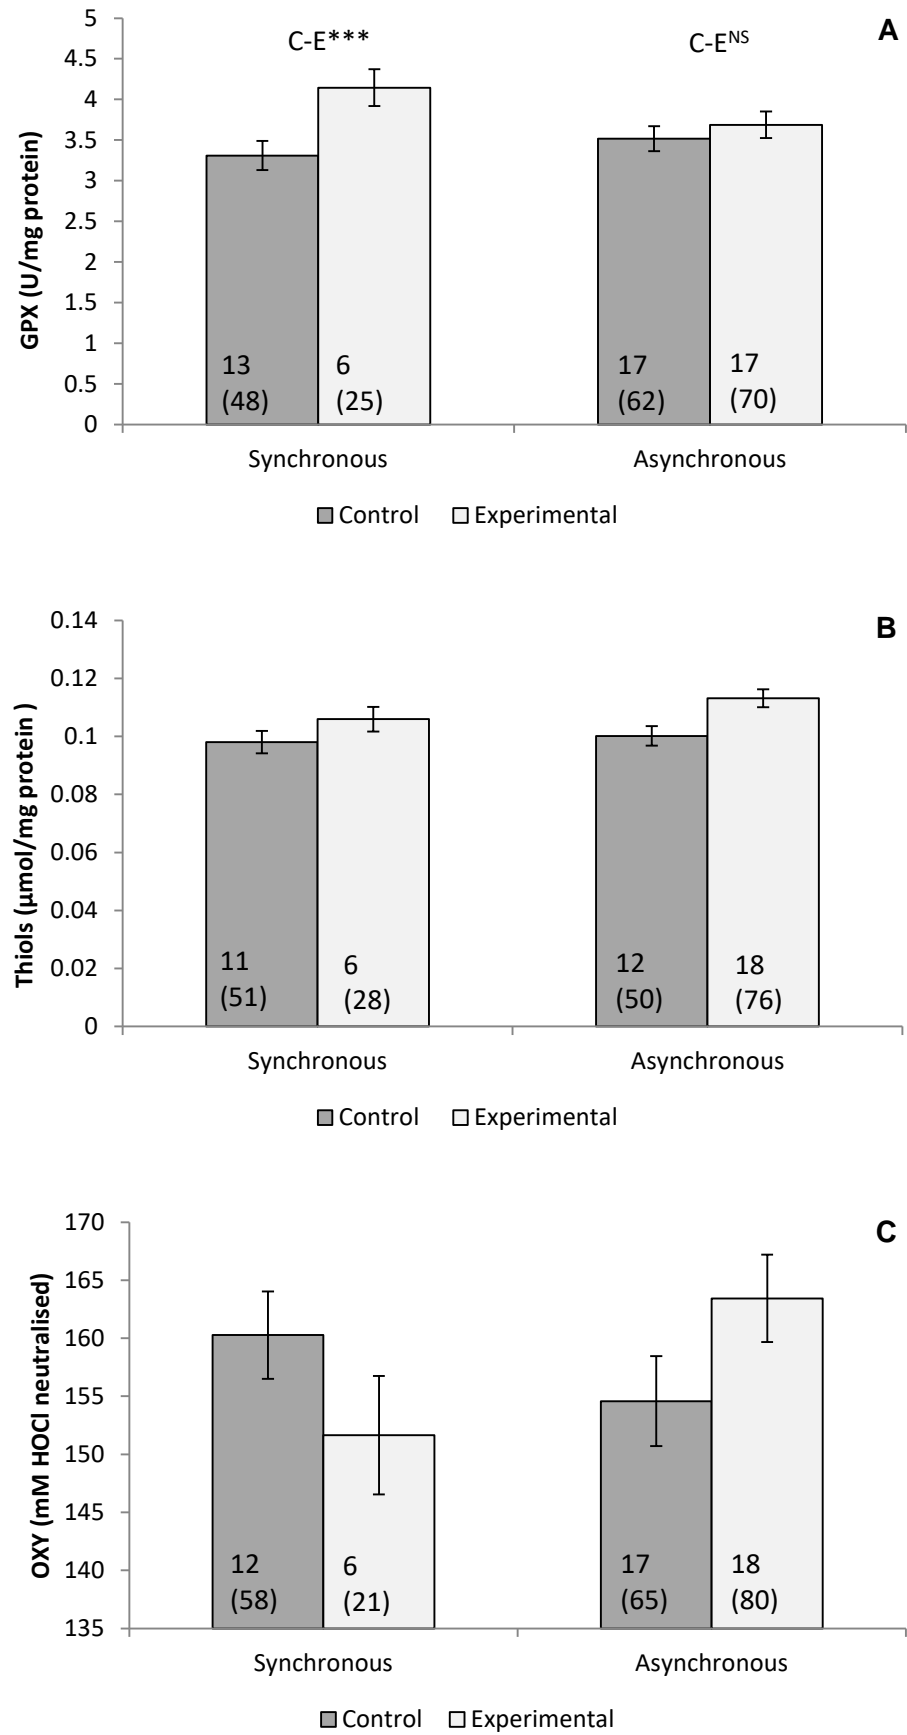 A
C-E***
C-E^NS
GPX (U/mg protein)
5
4.5
4
3.5
3
2.5
2
1.5
1
0.5
0
13
(48)
6
(25)
17
(62)
17
(70)
Synchronous
Asynchronous
Control
Experimental
B
Thiols (μmol/mg protein )
0.14
0.12
0.1
0.08
0.06
0.04
0.02
0
11
(51)
6
(28)
12
(50)
18
(76)
Synchronous
Asynchronous
Control
Experimental
C
OXY (mM HOCl neutralised)
170
165
160
155
150
145
140
135
12
(58)
6
(21)
17
(65)
18
(80)
Synchronous
Asynchronous
Control
Experimental